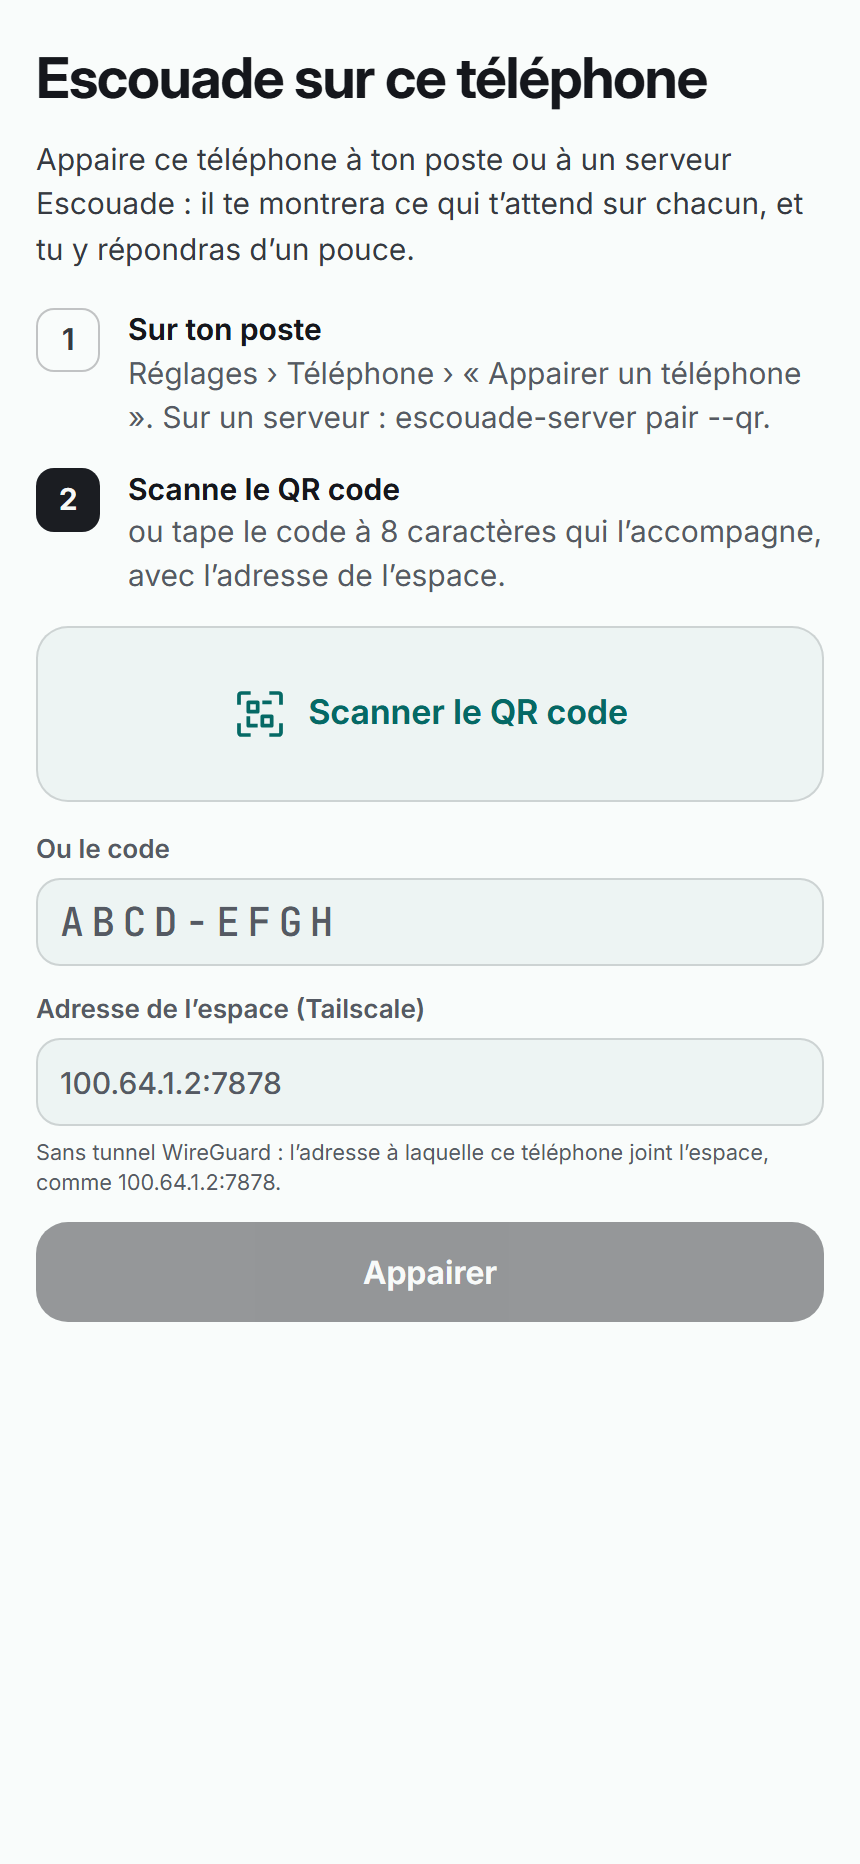 Escouade sur ce téléphone
Appaire ce téléphone à ton poste ou à un serveur
Escouade : il te montrera ce qui t’attend sur chacun, et
tu y répondras d’un pouce.
1
Sur ton poste
Réglages › Téléphone › « Appairer un téléphone
». Sur un serveur : escouade-server pair --qr.
2
Scanne le QR code
ou tape le code à 8 caractères qui l’accompagne,
avec l’adresse de l’espace.
Scanner le QR code
Ou le code
ABCD-EFGH
Adresse de l’espace (Tailscale)
100.64.1.2:7878
Sans tunnel WireGuard : l’adresse à laquelle ce téléphone joint l’espace,
comme 100.64.1.2:7878.
Appairer